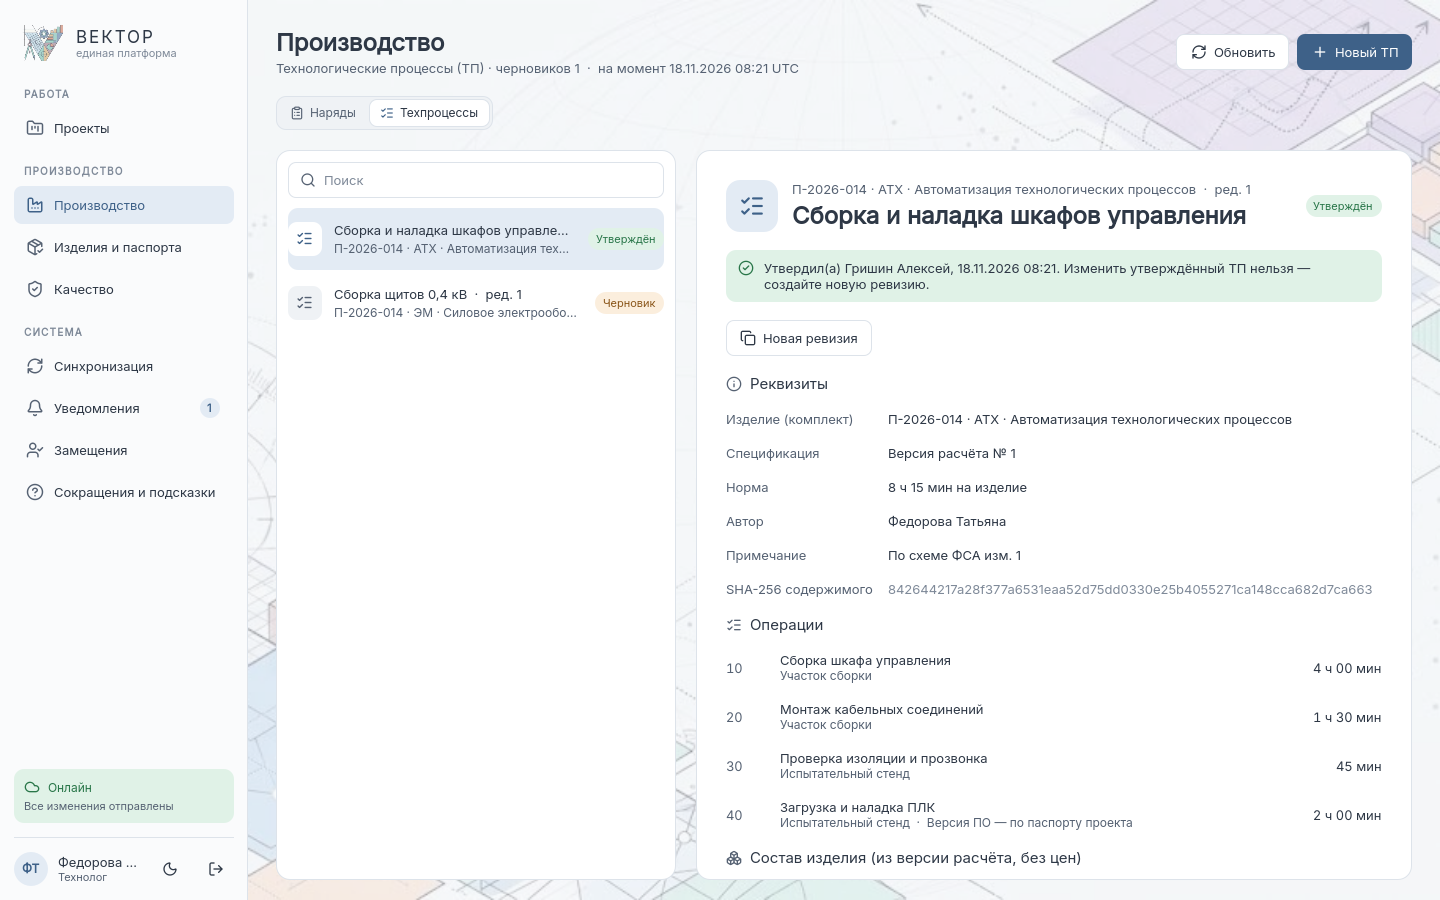 ВЕКТОР
единая платформа
РАБОТА
Проекты
ПРОИЗВОДСТВО
Производство
Изделия и паспорта
Качество
СИСТЕМА
Синхронизация
Уведомления 1
Замещения
Сокращения и подсказки
Онлайн
Все изменения отправлены
ФТ
Федорова ...
Технолог
Производство
Технологические процессы (ТП) · черновиков 1 · на момент 18.11.2026 08:21 UTC
Обновить
Новый ТП
Наряды
Техпроцессы
Поиск
Сборка и наладка шкафов управле...
П-2026-014 · АТХ · Автоматизация тех...
Утверждён
Сборка щитов 0,4 кВ · ред. 1
П-2026-014 · ЭМ · Силовое электрообо...
Черновик
П-2026-014 · АТХ · Автоматизация технологических процессов · ред. 1
Сборка и наладка шкафов управления
Утверждён
Утвердил(а) Гришин Алексей, 18.11.2026 08:21. Изменить утверждённый ТП нельзя —
создайте новую ревизию.
Новая ревизия
Реквизиты
Изделие (комплект) П-2026-014 · АТХ · Автоматизация технологических процессов
Спецификация Версия расчёта № 1
Норма 8 ч 15 мин на изделие
Автор Федорова Татьяна
Примечание По схеме ФСА изм. 1
SHA-256 содержимого 842644217a28f377a6531eaa52d75dd0330e25b4055271ca148cca682d7ca663
Операции
10 Сборка шкафа управления 4 ч 00 мин
Участок сборки
20 Монтаж кабельных соединений 1 ч 30 мин
Участок сборки
30 Проверка изоляции и прозвонка 45 мин
Испытательный стенд
40 Загрузка и наладка ПЛК 2 ч 00 мин
Испытательный стенд · Версия ПО — по паспорту проекта
Состав изделия (из версии расчёта, без цен)